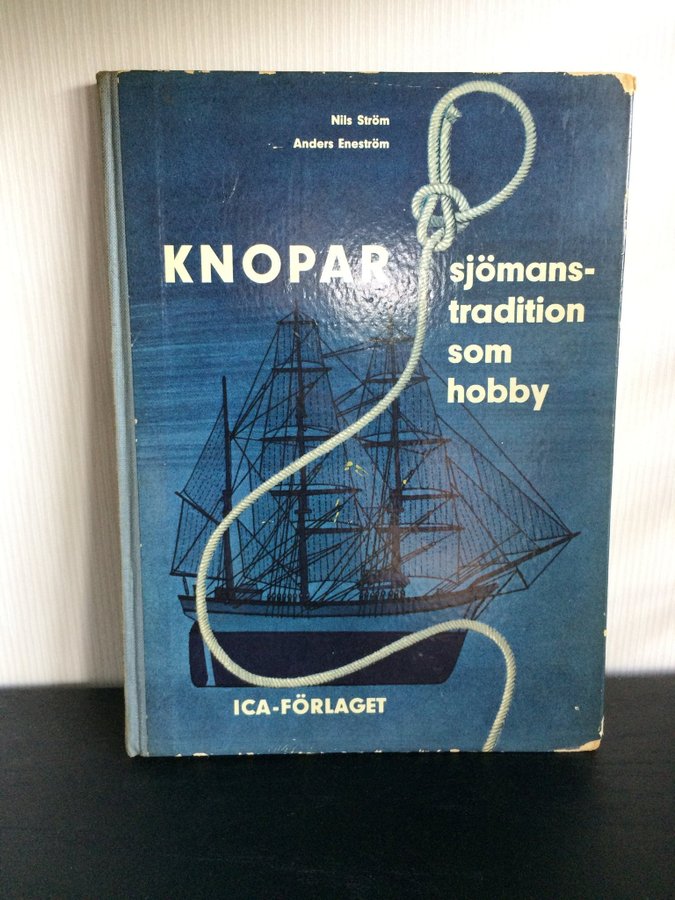 Nils Ström
Anders Eneström
KNOPAR
sjömans-
tradition
som
hobby
ICA-FÖRLAGET